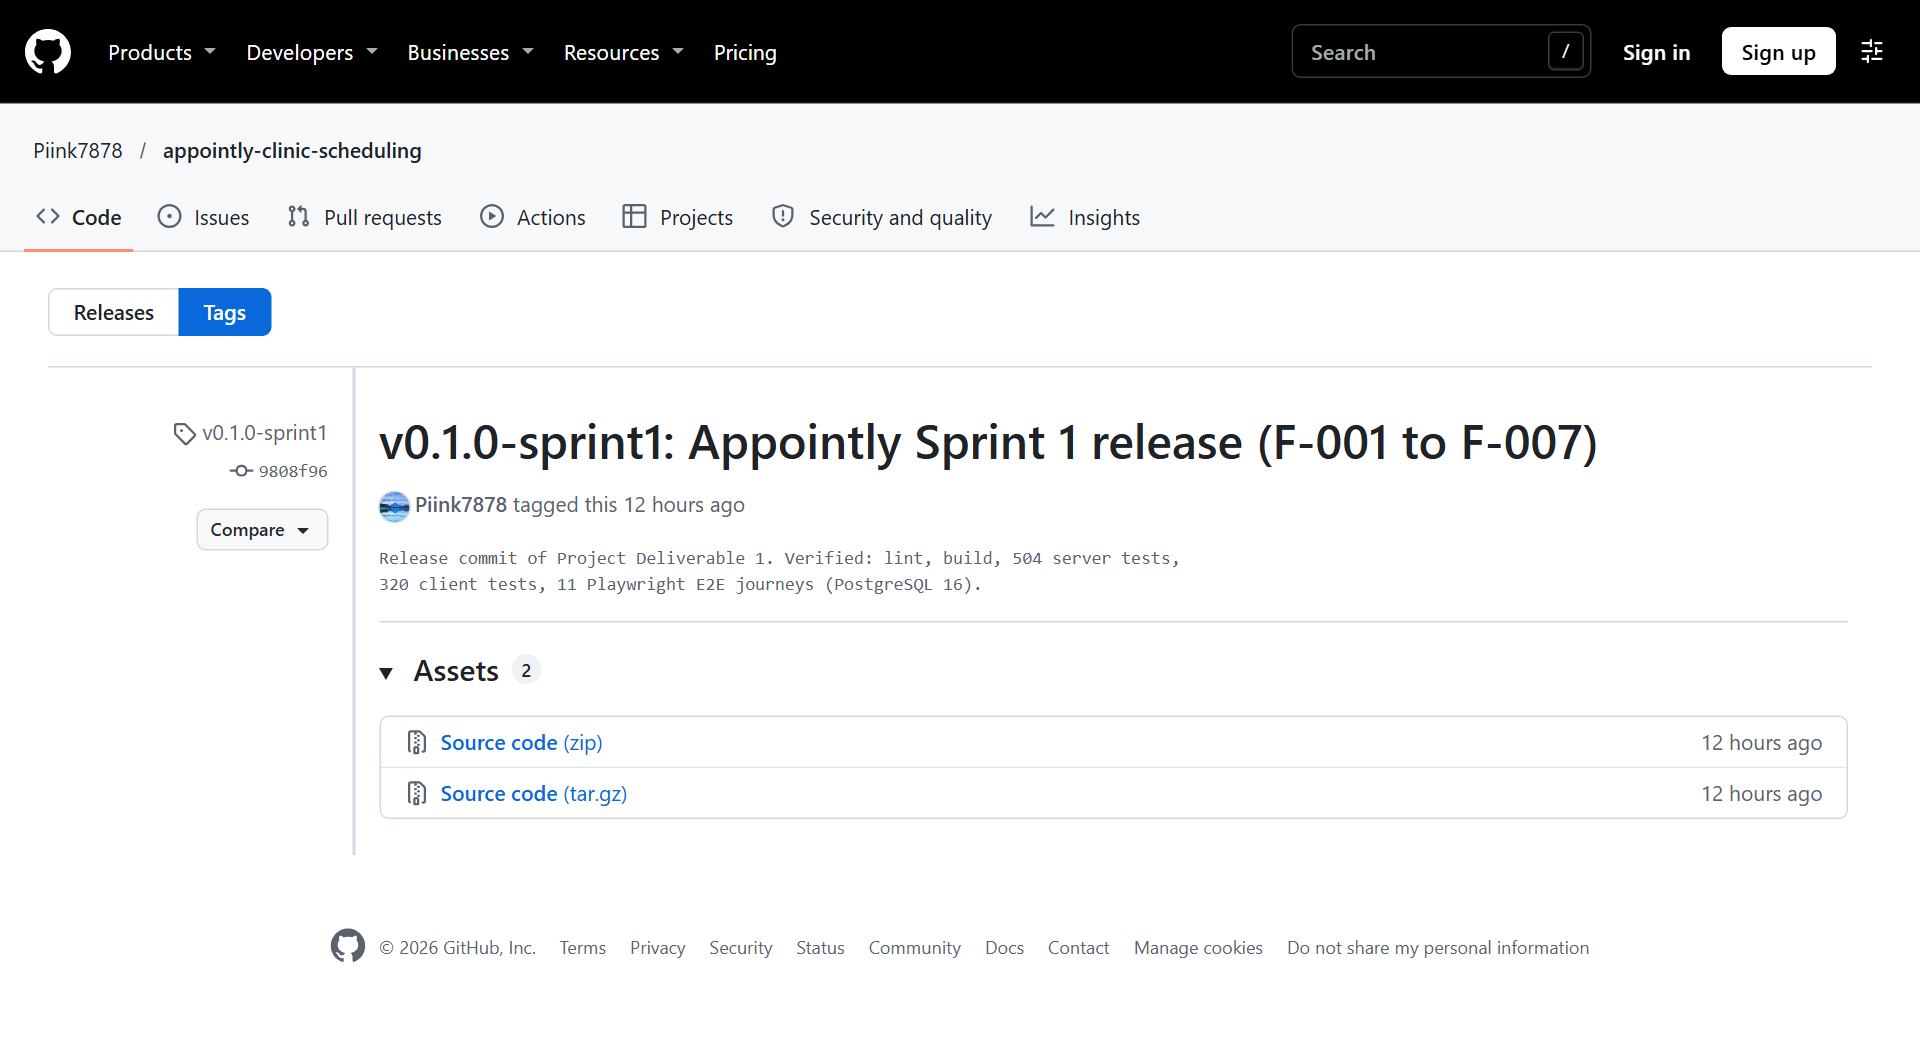 Products
Developers
Businesses
Resources
Pricing
Search
/
Sign in
Sign up
Piink7878 / appointly-clinic-scheduling
Code
Issues
Pull requests
Actions
Projects
Security and quality
Insights
Releases
Tags
v0.1.0-sprint1
9808f96
Compare
v0.1.0-sprint1: Appointly Sprint 1 release (F-001 to F-007)
Piink7878 tagged this 12 hours ago
Release commit of Project Deliverable 1. Verified: lint, build, 504 server tests,
320 client tests, 11 Playwright E2E journeys (PostgreSQL 16).
Assets 2
Source code (zip)
12 hours ago
Source code (tar.gz)
12 hours ago
© 2026 GitHub, Inc.
Terms
Privacy
Security
Status
Community
Docs
Contact
Manage cookies
Do not share my personal information